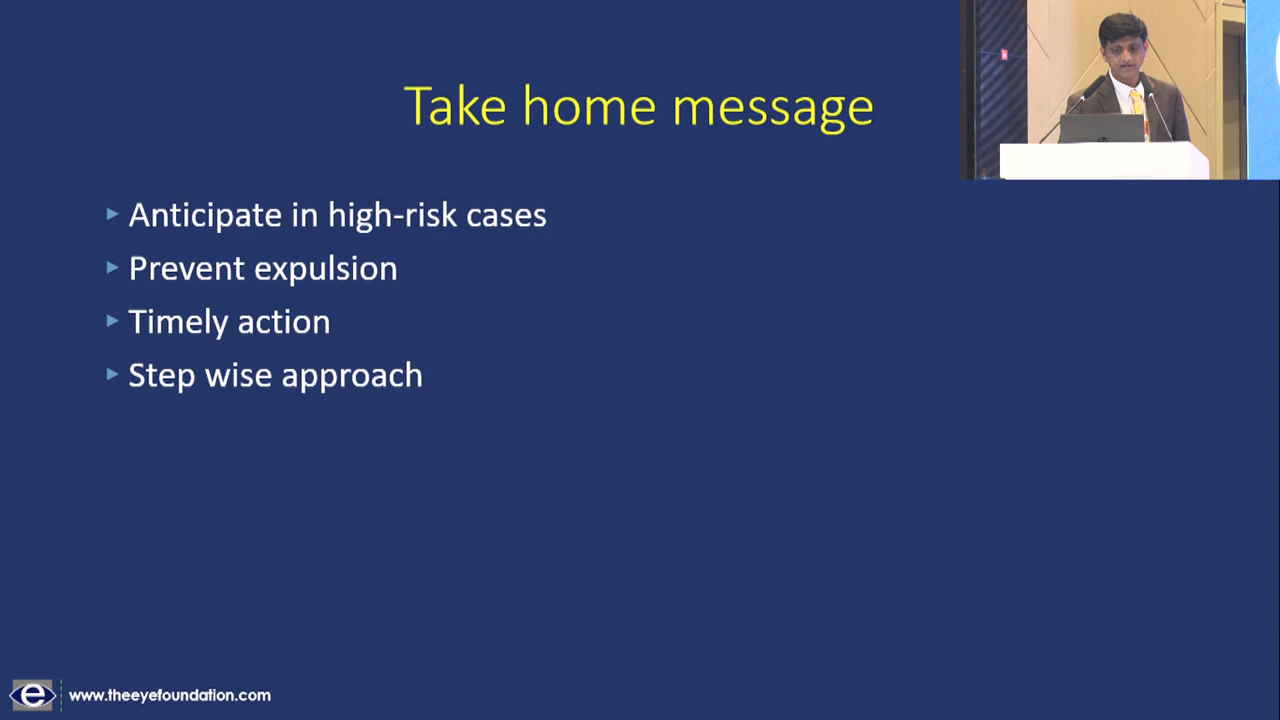 Take home message
Anticipate in high-risk cases
Prevent expulsion
Timely action
Step wise approach
e
www.theeyefoundation.com